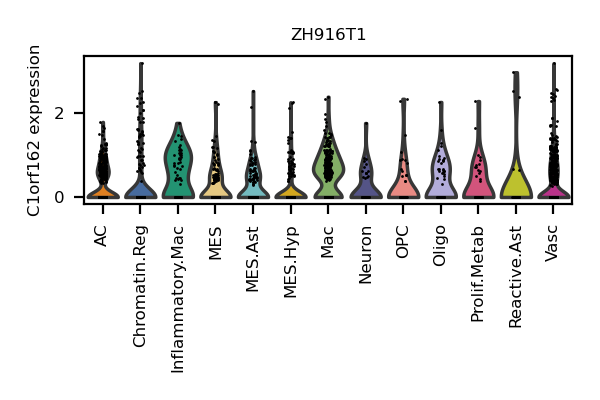 ZH916T1
C1orf162 expression
2
0
AC
Chromatin.Reg
Inflammatory.Mac
MES
MES.Ast
MES.Hyp
Mac
Neuron
OPC
Oligo
Prolif.Metab
Reactive.Ast
Vasc